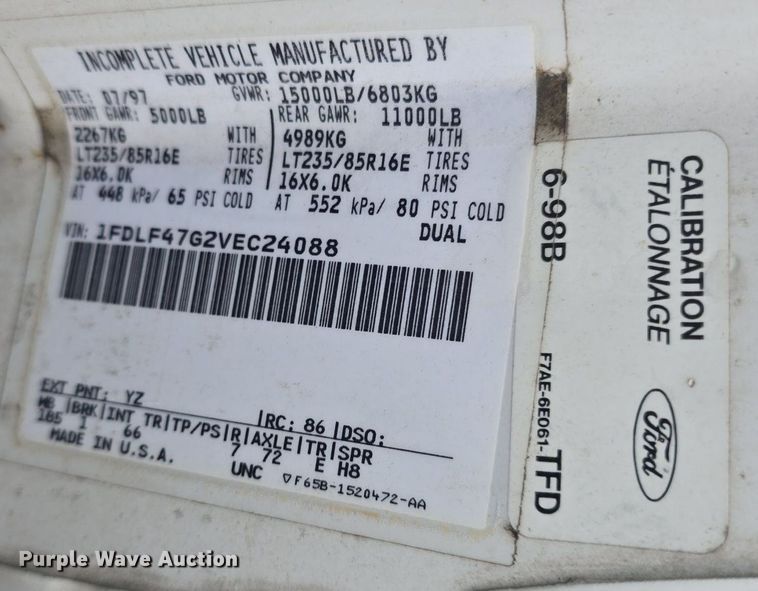 INCOMPLETE VEHICLE MANUFACTURED BY
FORD MOTOR COMPANY
DATE: 07/97 GVWR: 15000LB/6803KG
FRONT GAWR: 5000LB REAR GAWR: 11000LB
2267KG WITH 4989KG WITH
LT235/85R16E TIRES LT235/85R16E TIRES
16X6.0K RIMS 16X6.0K RIMS
AT 448 kPa/ 65 PSI COLD AT 552 kPa/ 80 PSI COLD
DUAL
VIN: 1FDLF47G2VEC24088
EXT PNT: YZ RC: 86 DSO:
WB BRK INT TR TP/PS R AXLE TR SPR
185 1 66 7 72 E H8
MADE IN U.S.A. UNC
F65B-1520472-AA
CALIBRATION
ÉTALONNAGE
6-98B
F7AE-6E061-TFD
Ford
Purple Wave Auction